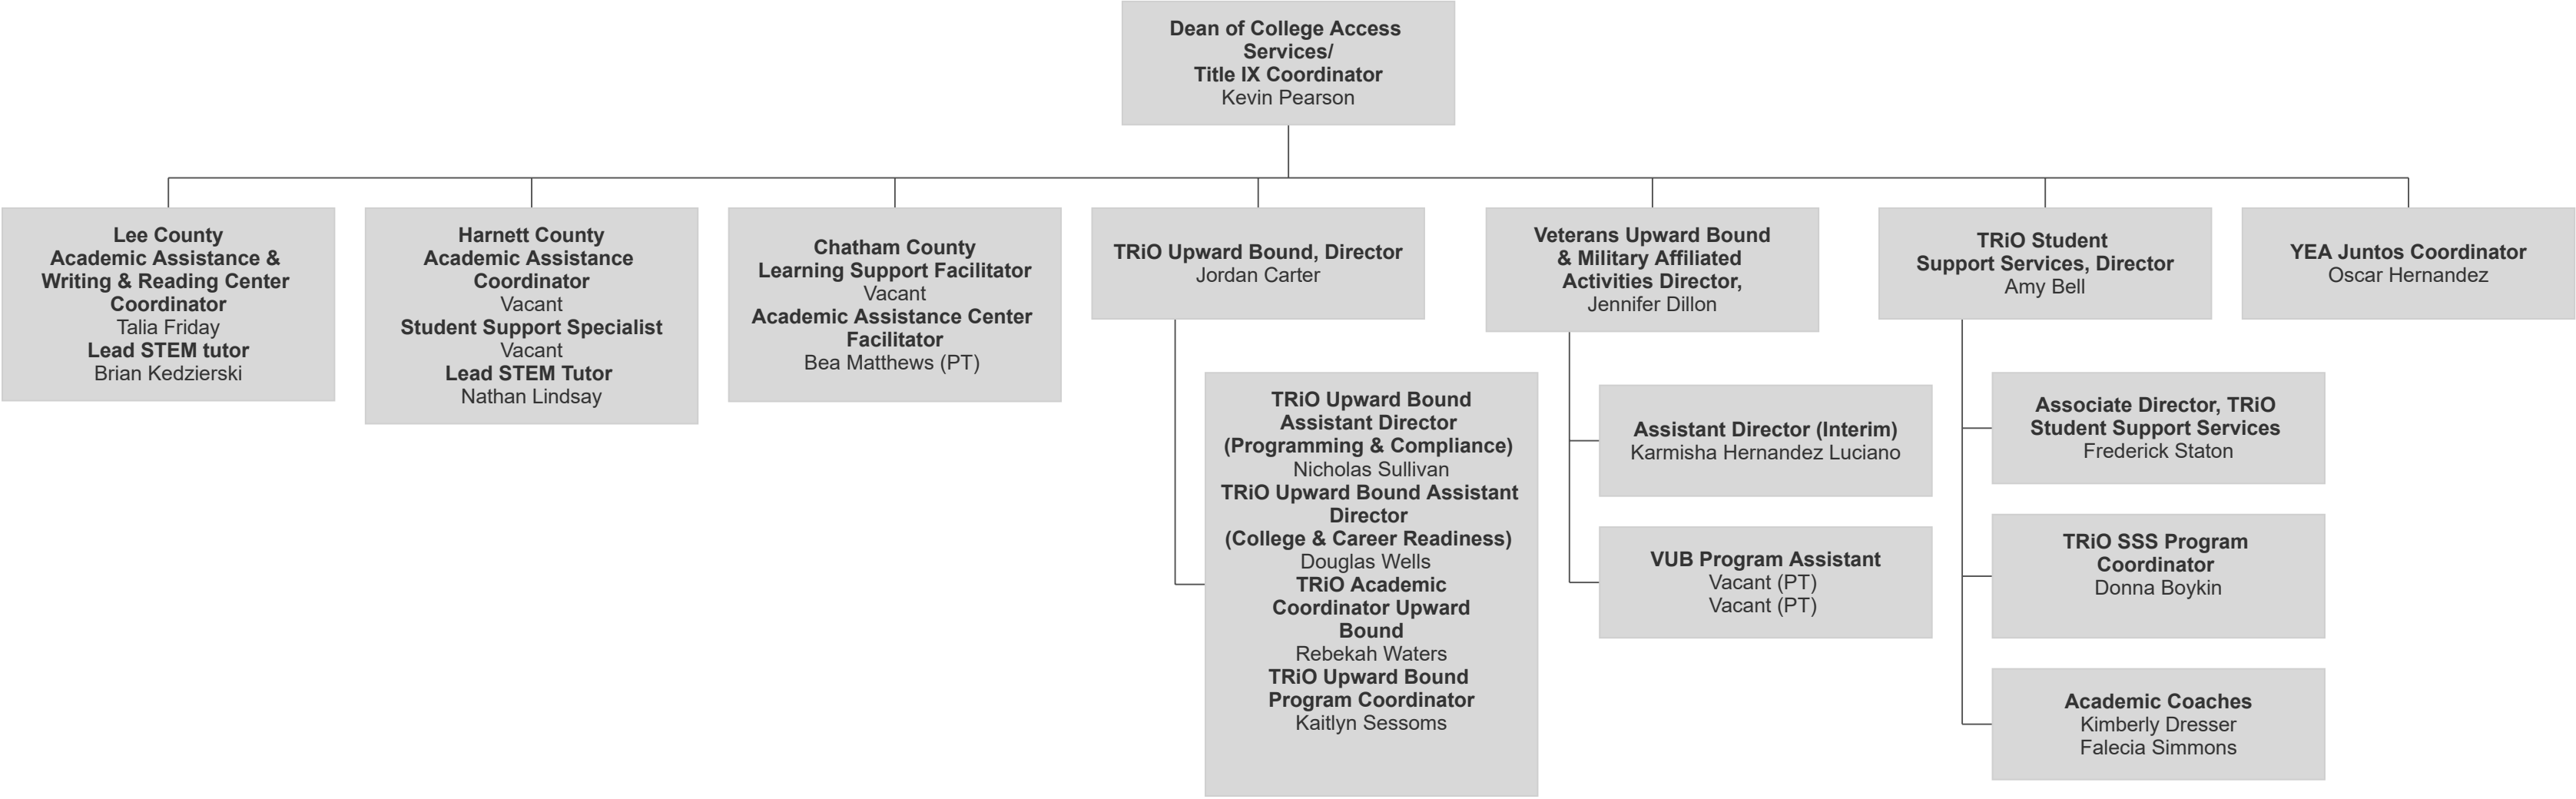 Dean of College Access
Services/
Title IX Coordinator
Kevin Pearson
Lee County
Academic Assistance &
Writing & Reading Center
Coordinator
Talia Friday
Lead STEM tutor
Brian Kedzierski
Harnett County
Academic Assistance
Coordinator
Vacant
Student Support Specialist
Vacant
Lead STEM Tutor
Nathan Lindsay
Chatham County
Learning Support Facilitator
Vacant
Academic Assistance Center
Facilitator
Bea Matthews (PT)
TRiO Upward Bound, Director
Jordan Carter
TRiO Upward Bound
Assistant Director
(Programming & Compliance)
Nicholas Sullivan
TRiO Upward Bound Assistant
Director
(College & Career Readiness)
Douglas Wells
TRiO Academic
Coordinator Upward
Bound
Rebekah Waters
TRiO Upward Bound
Program Coordinator
Kaitlyn Sessoms
Veterans Upward Bound
& Military Affiliated
Activities Director,
Jennifer Dillon
Assistant Director (Interim)
Karmisha Hernandez Luciano
VUB Program Assistant
Vacant (PT)
Vacant (PT)
TRiO Student
Support Services, Director
Amy Bell
Associate Director, TRiO
Student Support Services
Frederick Staton
TRiO SSS Program
Coordinator
Donna Boykin
Academic Coaches
Kimberly Dresser
Falecia Simmons
YEA Juntos Coordinator
Oscar Hernandez